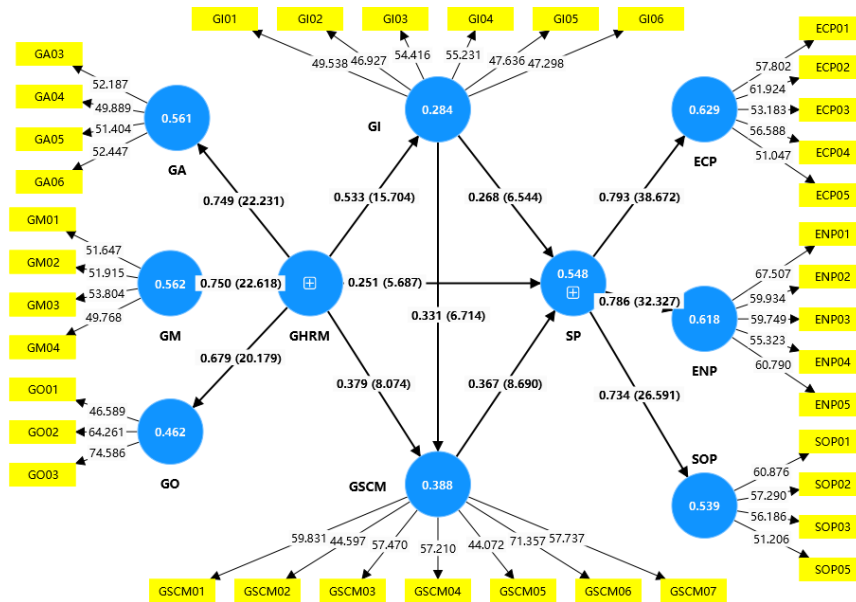 GI01
GI02
GI03
GI04
GI05
GI06
49.538
46.927
54.416
55.231
47.636
47.298
0.284
GI
GA03
GA04
GA05
GA06
52.187
49.889
51.404
52.447
0.561
GA
GM01
GM02
GM03
GM04
51.647
51.915
53.804
49.768
0.562
GM
GO01
GO02
GO03
46.589
64.261
74.586
0.462
GO
0.749 (22.231)
0.750 (22.618)
0.679 (20.179)
GHRM
0.533 (15.704)
0.251 (5.687)
0.379 (8.074)
0.331 (6.714)
0.268 (6.544)
0.367 (8.690)
0.388
GSCM
59.831
44.597
57.470
57.210
44.072
71.357
57.737
GSCM01
GSCM02
GSCM03
GSCM04
GSCM05
GSCM06
GSCM07
0.548
SP
0.793 (38.672)
0.786 (32.327)
0.734 (26.591)
0.629
ECP
57.802
61.924
53.183
56.588
51.047
ECP01
ECP02
ECP03
ECP04
ECP05
0.618
ENP
67.507
59.934
59.749
55.323
60.790
ENP01
ENP02
ENP03
ENP04
ENP05
SOP
0.539
60.876
57.290
56.186
51.206
SOP01
SOP02
SOP03
SOP05